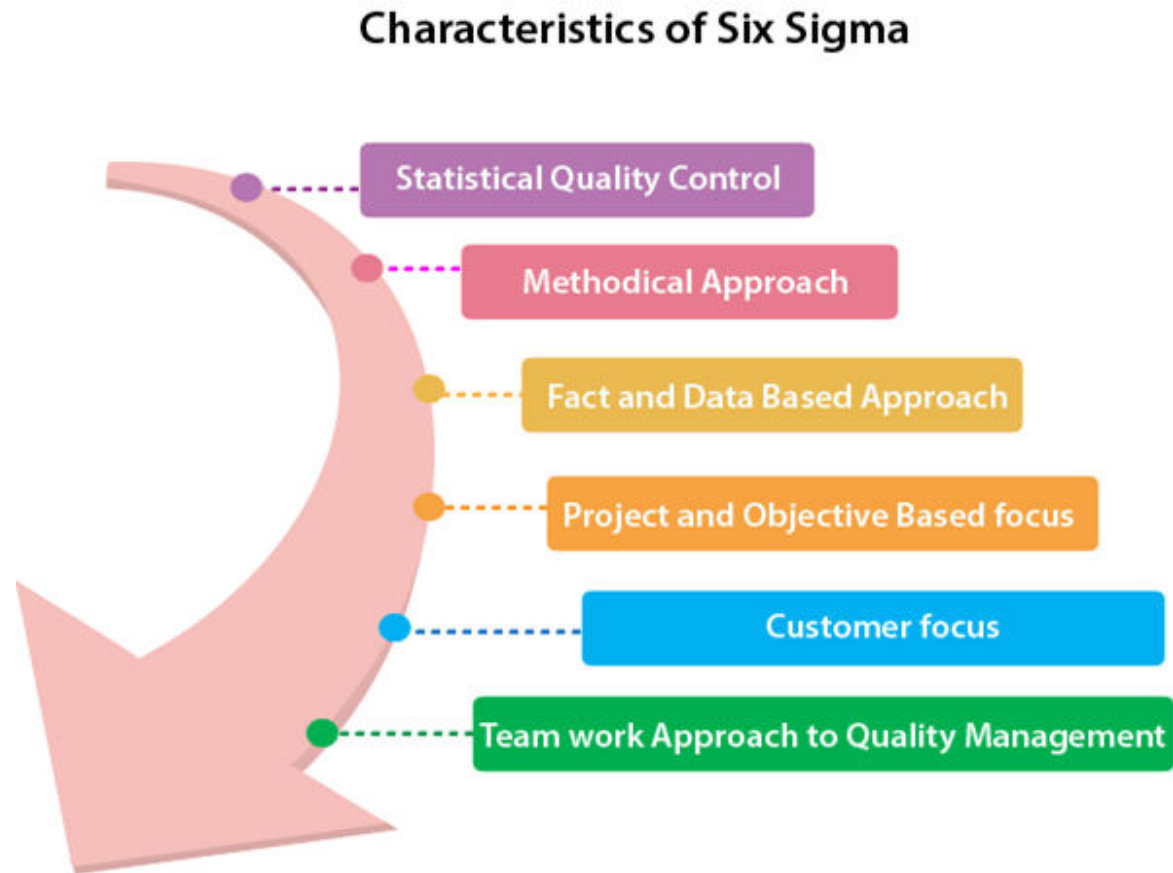 Characteristics of Six Sigma
Statistical Quality Control
Methodical Approach
Fact and Data Based Approach
Project and Objective Based focus
Customer focus
Team work Approach to Quality Management